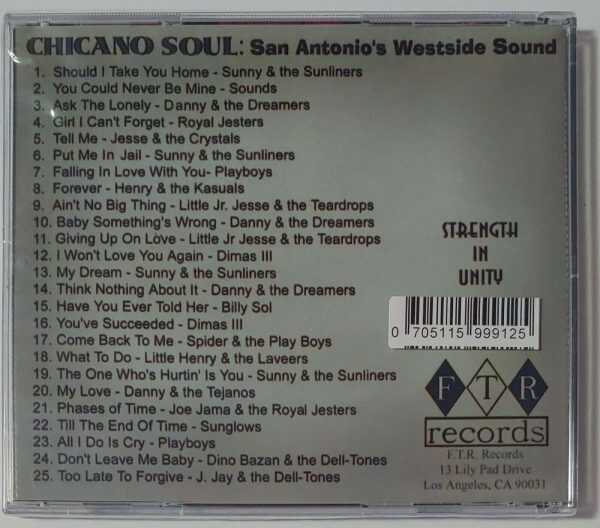 CHICANO SOUL: San Antonio's Westside Sound
1. Should I Take You Home - Sunny & the Sunliners
2. You Could Never Be Mine - Sounds
3. Ask The Lonely - Danny & the Dreamers
4. Girl I Can't Forget - Royal Jesters
5. Tell Me - Jesse & the Crystals
6. Put Me In Jail - Sunny & the Sunliners
7. Falling In Love With You- Playboys
8. Forever - Henry & the Kasuals
9. Ain't No Big Thing - Little Jr. Jesse & the Teardrops
10. Baby Something's Wrong - Danny & the Dreamers
11. Giving Up On Love - Little Jr Jesse & the Teardrops
12. I Won't Love You Again - Dimas III
13. My Dream - Sunny & the Sunliners
14. Think Nothing About It - Danny & the Dreamers
15. Have You Ever Told Her - Billy Sol
16. You've Succeeded - Dimas III
17. Come Back To Me - Spider & the Play Boys
18. What To Do - Little Henry & the Laveers
19. The One Who's Hurtin' Is You - Sunny & the Sunliners
20. My Love - Danny & the Tejanos
21. Phases of Time - Joe Jama & the Royal Jesters
22. Till The End Of Time - Sunglows
23. All I Do Is Cry - Playboys
24. Don't Leave Me Baby - Dino Bazan & the Dell-Tones
25. Too Late To Forgive - J. Jay & the Dell-Tones
STRENGTH
IN
UNITY
0 705115 999125
F T R
records
F.T.R. Records
13 Lily Pad Drive
Los Angeles, CA 90031